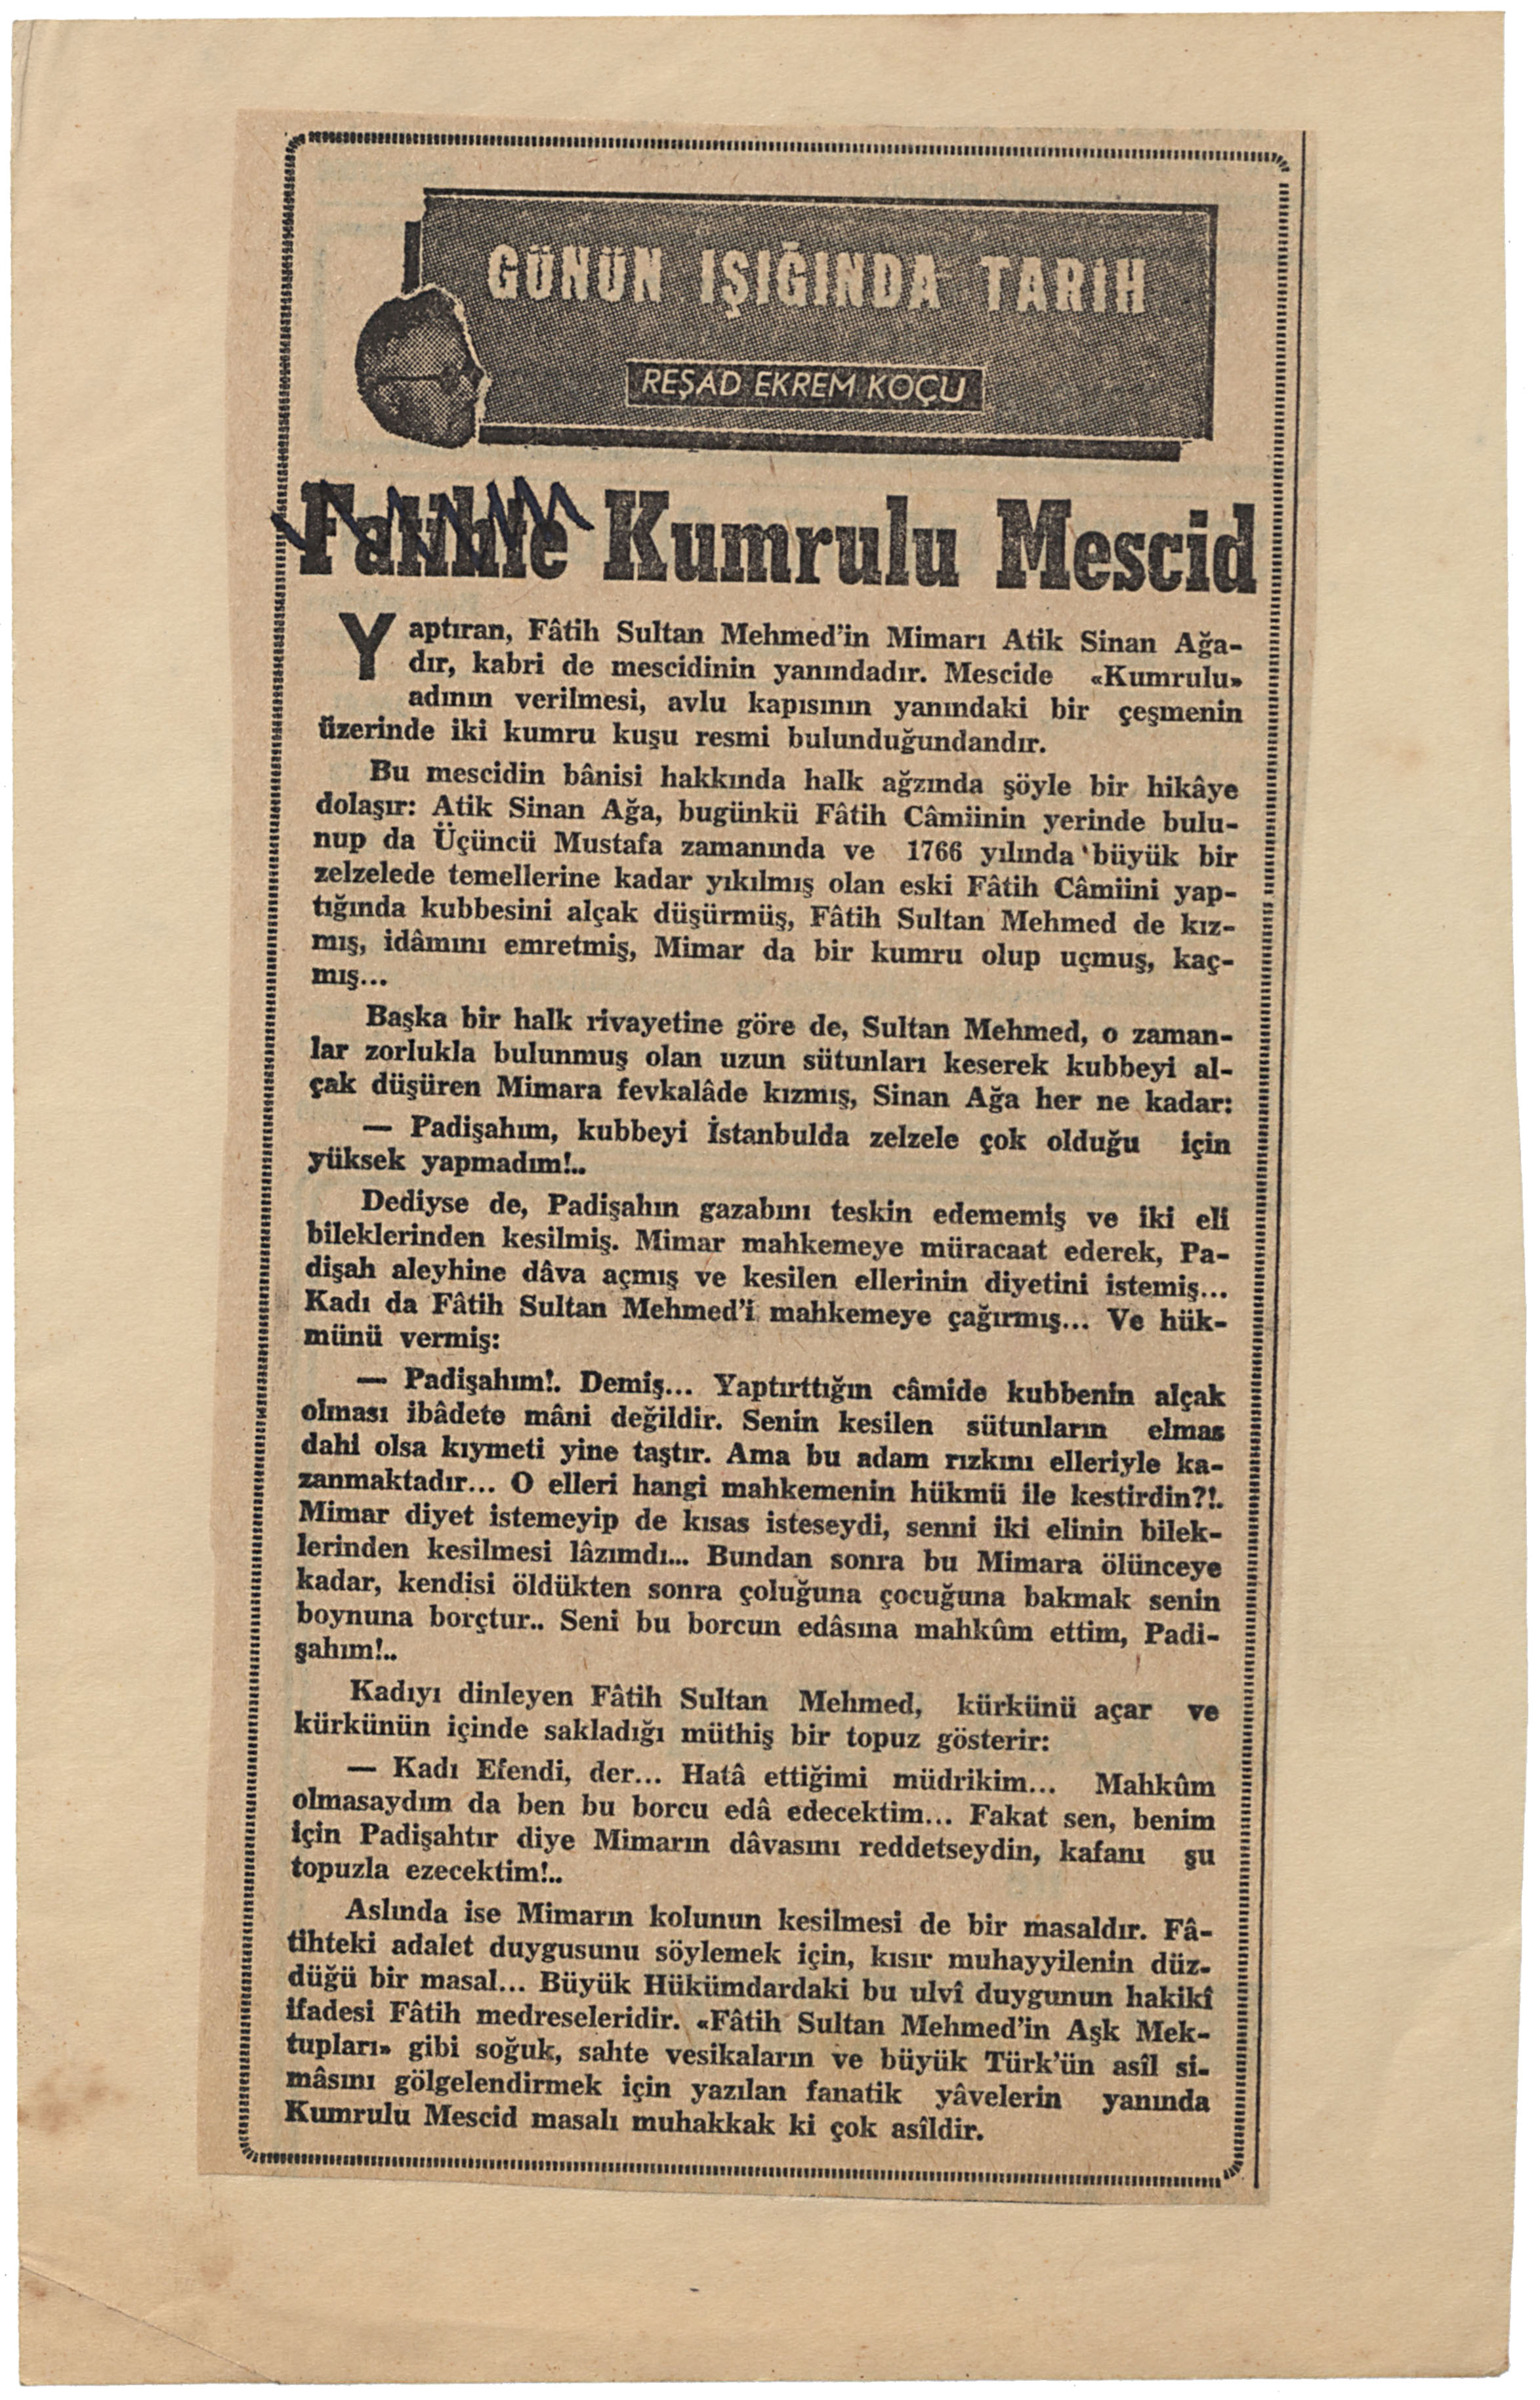 GÜNÜN IŞIĞINDA TARİH
REŞAD EKREM KOÇU
Fatihte Kumrulu Mescid
Yaptıran, Fâtih Sultan Mehmed'in Mimarı Atik Sinan Ağa-
dır, kabri de mescidinin yanındadır. Mescide «Kumrulu»
adının verilmesi, avlu kapısının yanındaki bir çeşmenin
üzerinde iki kumru kuşu resmi bulunduğundandır.
Bu mescidin bânisi hakkında halk ağzında şöyle bir hikâye
dolaşır: Atik Sinan Ağa, bugünkü Fâtih Câmiinin yerinde bulu-
nup da Üçüncü Mustafa zamanında ve 1766 yılında büyük bir
zelzelede temellerine kadar yıkılmış olan eski Fâtih Câmiini yap-
tığında kubbesini alçak düşürmüş, Fâtih Sultan Mehmed de kız-
mış, idâmını emretmiş, Mimar da bir kumru olup uçmuş, kaç-
mış...
Başka bir halk rivayetine göre de, Sultan Mehmed, o zaman-
lar zorlukla bulunmuş olan uzun sütunları keserek kubbeyi al-
çak düşüren Mimara fevkalâde kızmış, Sinan Ağa her ne kadar:
— Padişahım, kubbeyi İstanbulda zelzele çok olduğu için
yüksek yapmadım!..
Dediyse de, Padişahın gazabını teskin edememiş ve iki eli
bileklerinden kesilmiş. Mimar mahkemeye müracaat ederek, Pa-
dişah aleyhine dâva açmış ve kesilen ellerinin diyetini istemiş...
Kadı da Fâtih Sultan Mehmed'i mahkemeye çağırmış... Ve hük-
münü vermiş:
— Padişahım!. Demiş... Yaptırttığın câmide kubbenin alçak
olması ibâdete mâni değildir. Senin kesilen sütunların elmas
dahi olsa kıymeti yine taştır. Ama bu adam rızkını elleriyle ka-
zanmaktadır... O elleri hangi mahkemenin hükmü ile kestirdin?!.
Mimar diyet istemeyip de kısas isteseydi, senni iki elinin bilek-
lerinden kesilmesi lâzımdı... Bundan sonra bu Mimara ölünceye
kadar, kendisi öldükten sonra çoluğuna çocuğuna bakmak senin
boynuna borçtur.. Seni bu borcun edâsına mahkûm ettim, Padi-
şahım!..
Kadıyı dinleyen Fâtih Sultan Mehmed, kürkünü açar ve
kürkünün içinde sakladığı müthiş bir topuz gösterir:
— Kadı Efendi, der... Hatâ ettiğimi müdrikim... Mahkûm
olmasaydım da ben bu borcu edâ edecektim... Fakat sen, benim
için Padişahtır diye Mimarın dâvasını reddetseydin, kafanı şu
topuzla ezecektim!..
Aslında ise Mimarın kolunun kesilmesi de bir masaldır. Fâ-
tihteki adalet duygusunu söylemek için, kısır muhayyilenin düz-
düğü bir masal... Büyük Hükümdardaki bu ulvî duygunun hakikî
ifadesi Fâtih medreseleridir. «Fâtih Sultan Mehmed'in Aşk Mek-
tupları» gibi soğuk, sahte vesikaların ve büyük Türk'ün asîl si-
mâsını gölgelendirmek için yazılan fanatik yâvelerin yanında
Kumrulu Mescid masalı muhakkak ki çok asîldir.